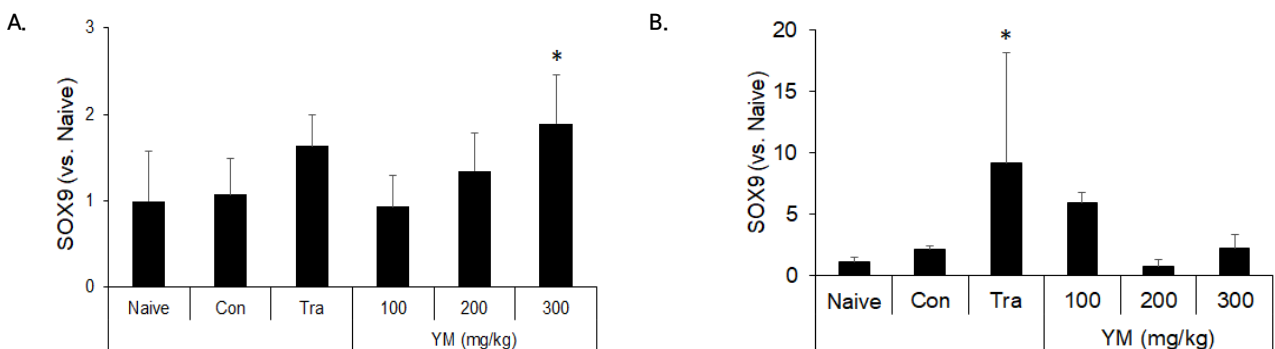 A.
SOX9 (vs. Naive)
3
2
1
0
*
Naive Con Tra 100 200 300
YM (mg/kg)
B.
SOX9 (vs. Naive)
20
15
10
5
0
*
Naive Con Tra 100 200 300
YM (mg/kg)